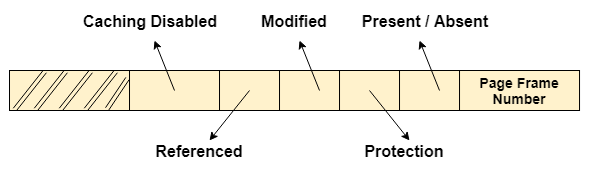 Caching Disabled
Modified
Present / Absent
Page Frame
Number
Referenced
Protection